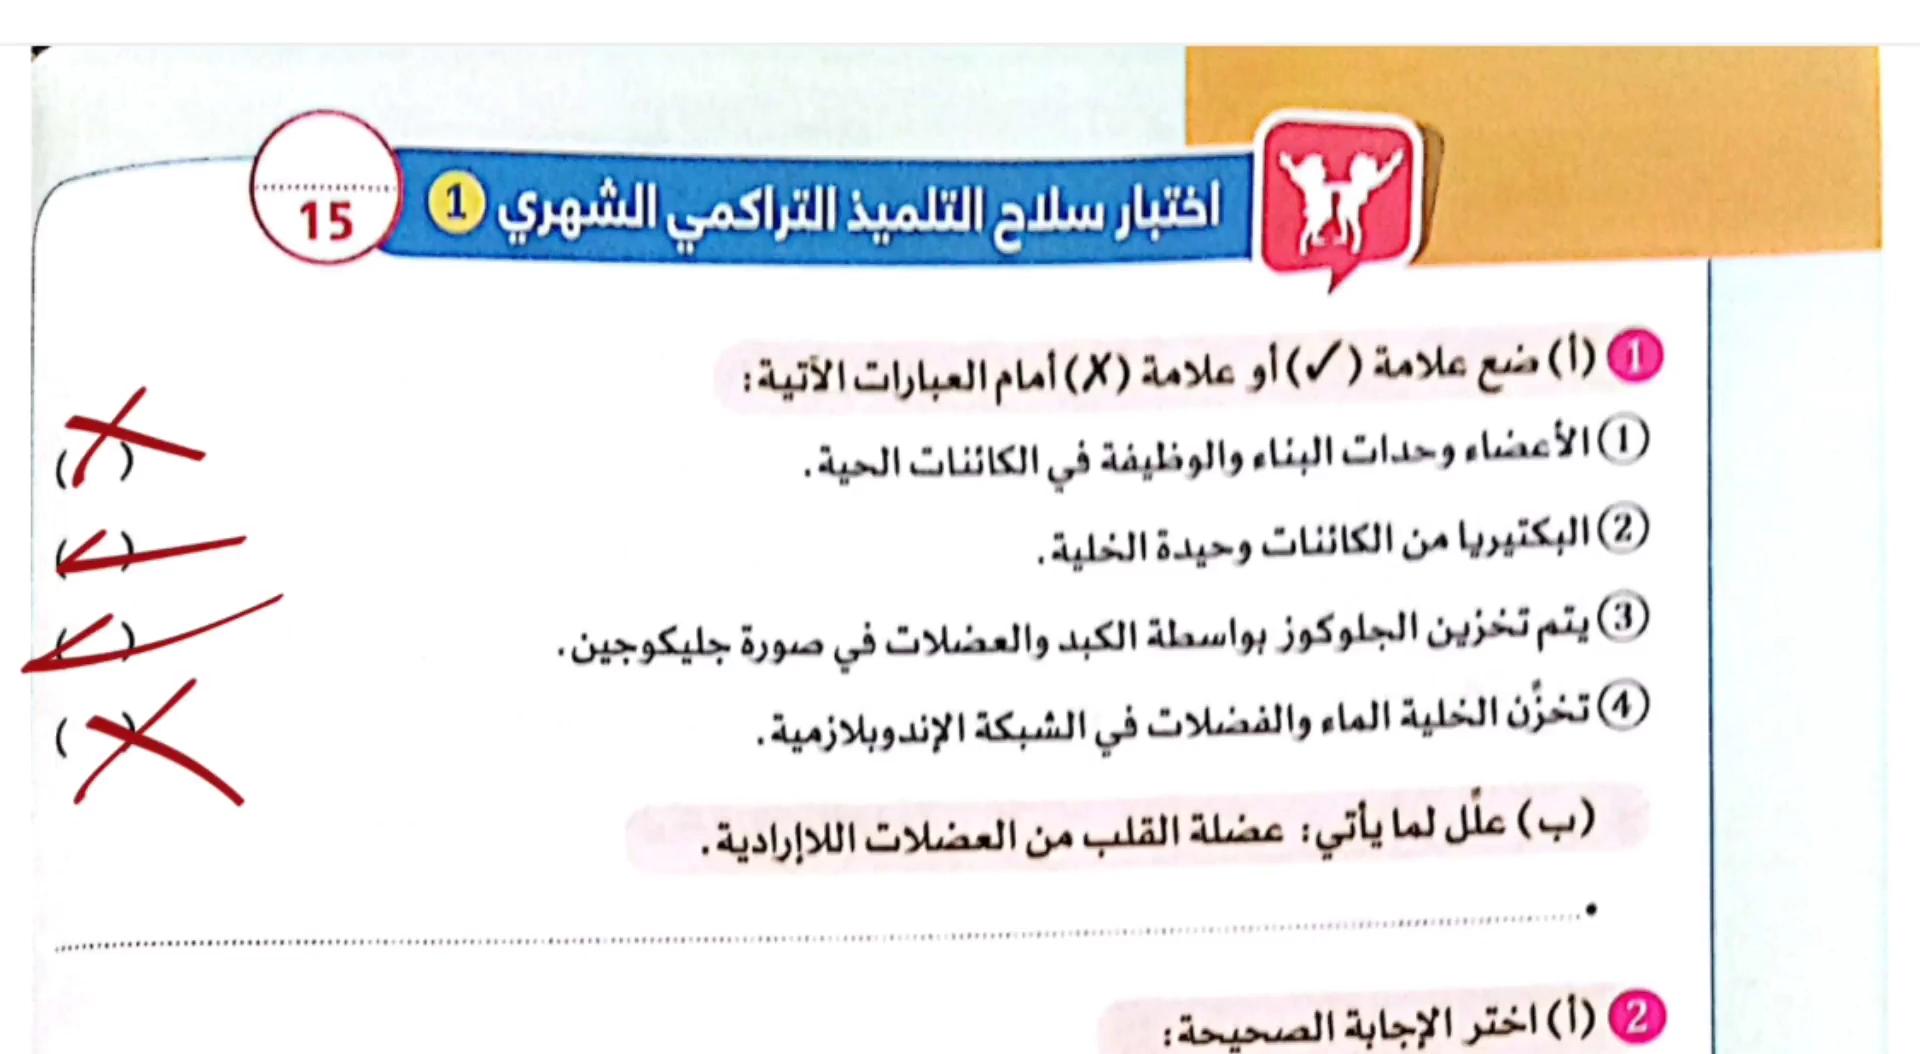 اختبار سلاح التلميذ التراكمي الشهري 1
15
1 (أ) ضع علامة (✓) أو علامة (✗) أمام العبارات الآتية:
1 الأعضاء وحدات البناء والوظيفة في الكائنات الحية. (✗)
2 البكتيريا من الكائنات وحيدة الخلية. (✓)
3 يتم تخزين الجلوكوز بواسطة الكبد والعضلات في صورة جليكوجين. (✓)
4 تخزِّن الخلية الماء والفضلات في الشبكة الإندوبلازمية. (✗)
(ب) علِّل لما يأتي: عضلة القلب من العضلات اللاإرادية.
2 (أ) اختر الإجابة الصحيحة: